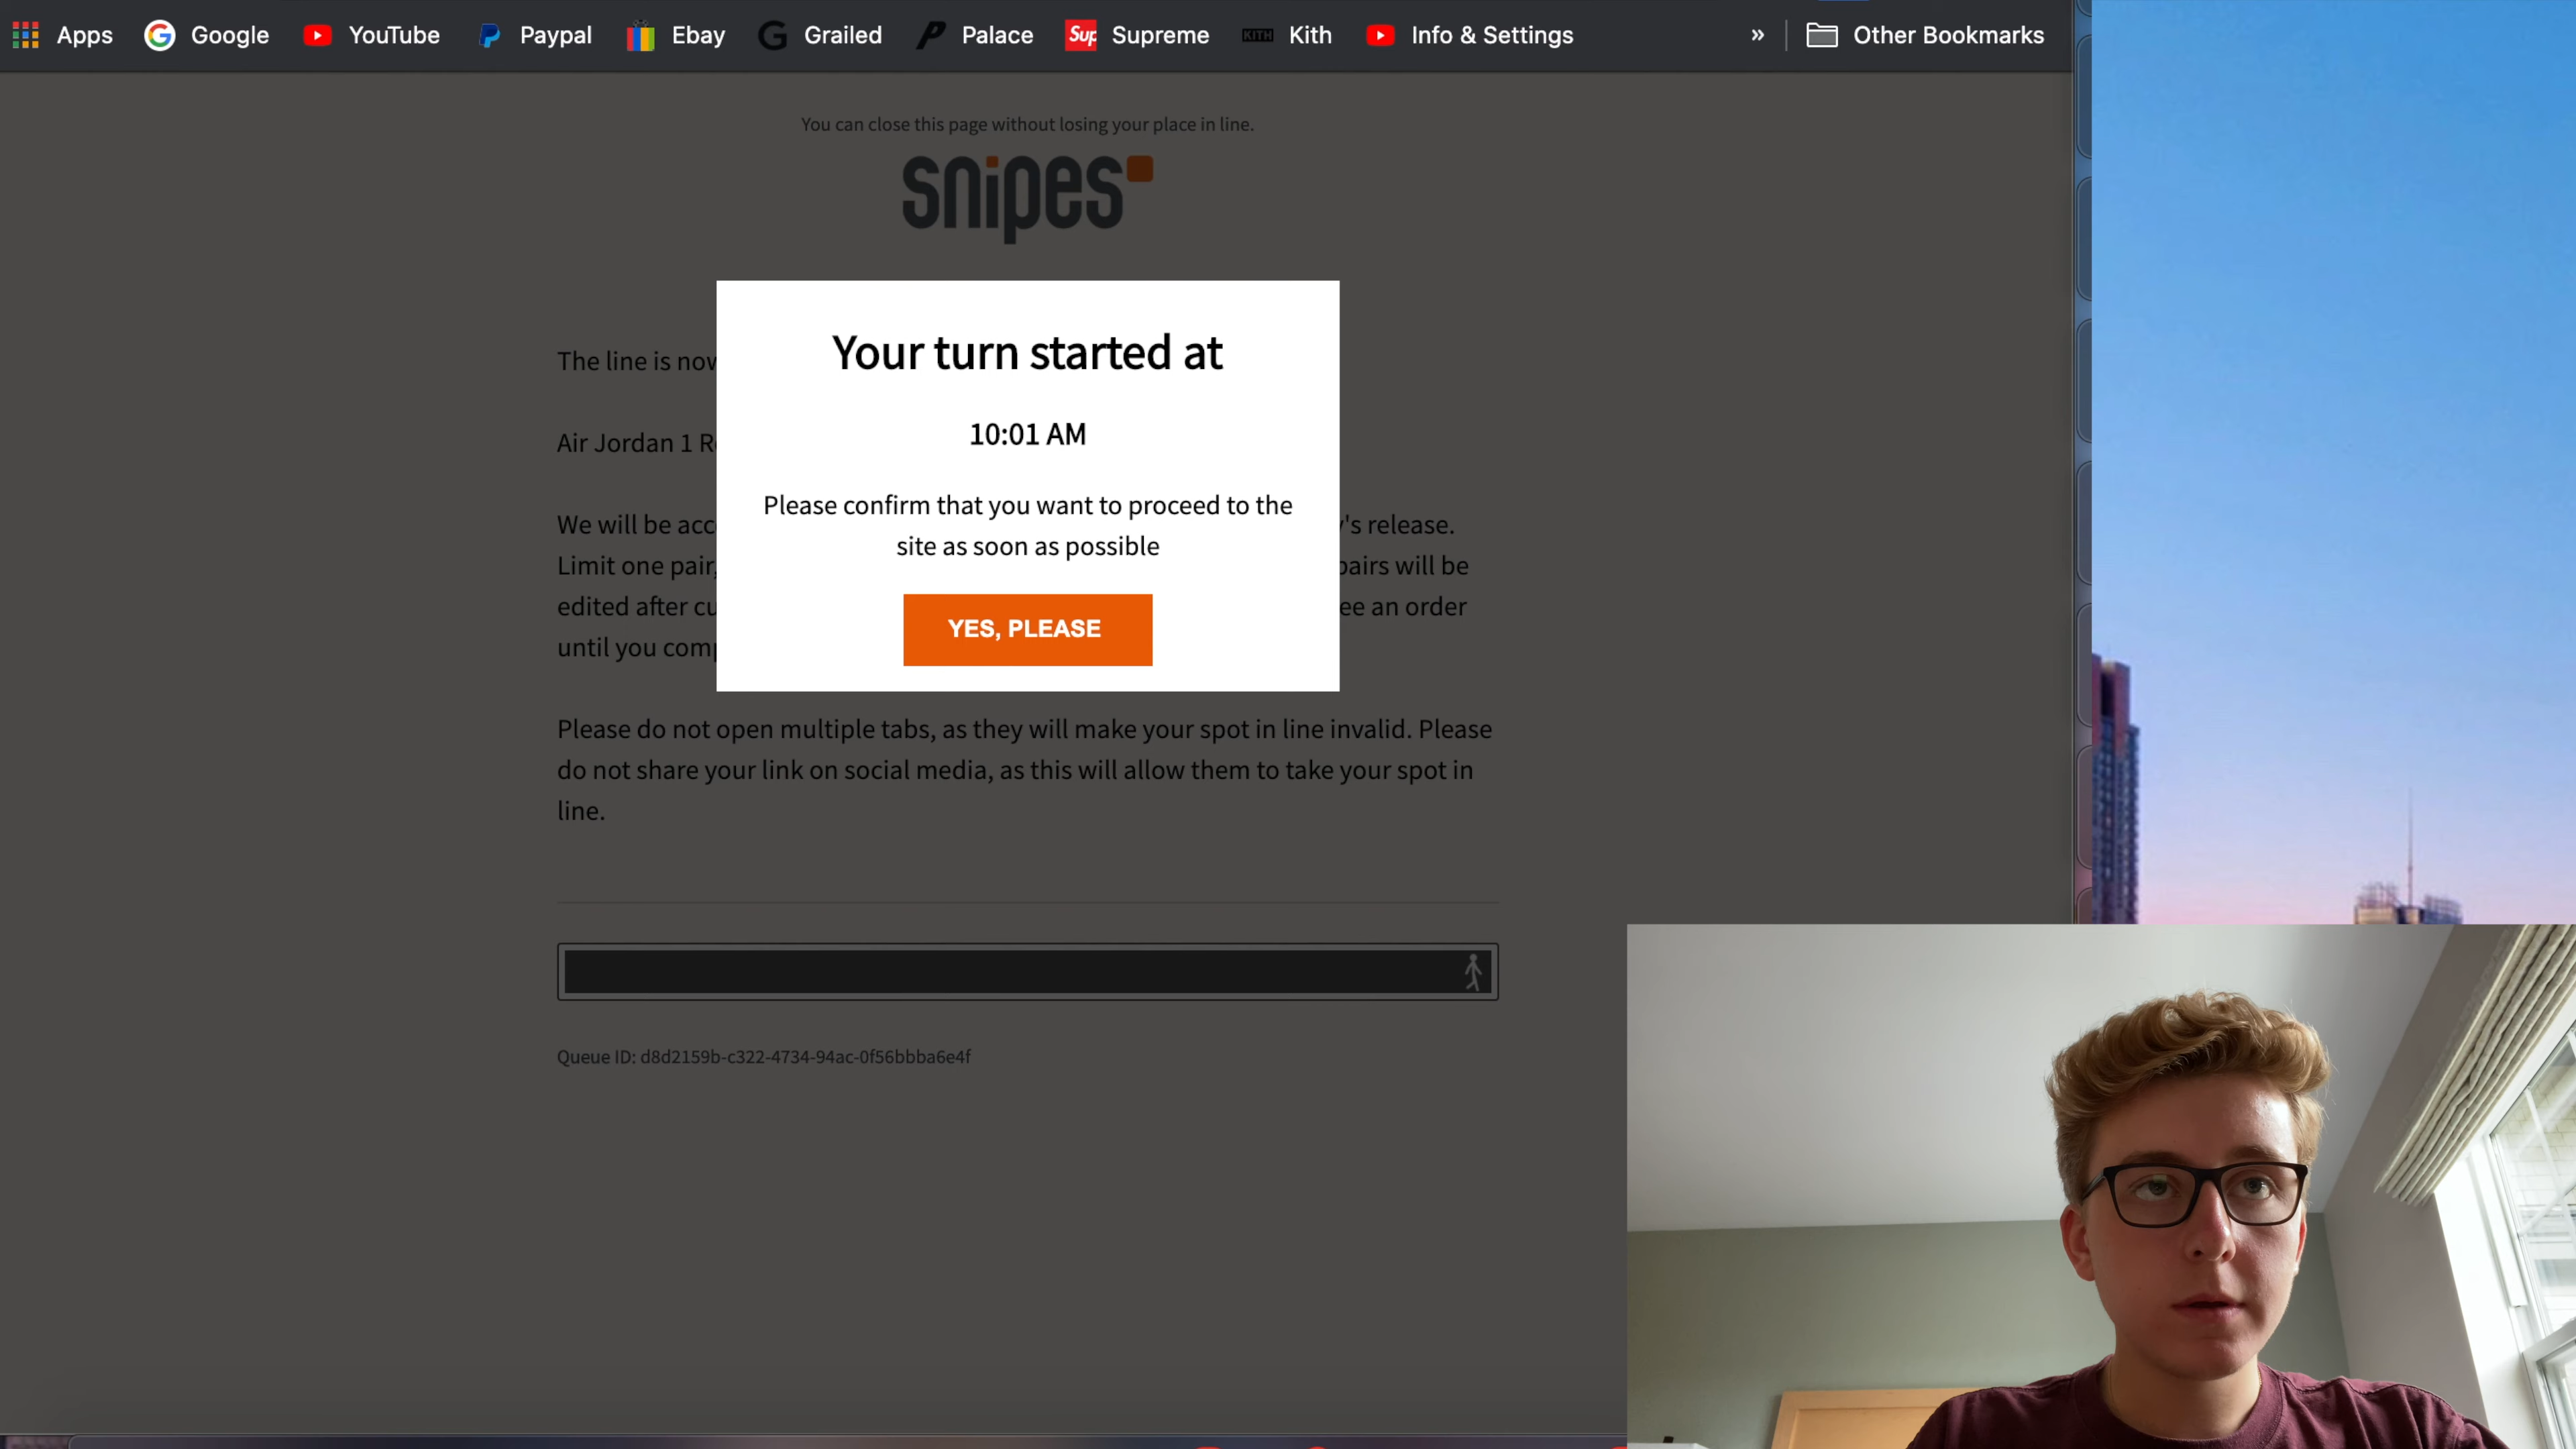 Apps Google YouTube Paypal Ebay Grailed Palace Supreme Kith Info & Settings » Other Bookmarks
You can close this page without losing your place in line.
snipes
The line is now
Air Jordan 1 R
We will be acc 's release.
Limit one pair, pairs will be
edited after cu ee an order
until you comp
Your turn started at
10:01 AM
Please confirm that you want to proceed to the
site as soon as possible
YES, PLEASE
Please do not open multiple tabs, as they will make your spot in line invalid. Please
do not share your link on social media, as this will allow them to take your spot in
line.
Queue ID: d8d2159b-c322-4734-94ac-0f56bbba6e4f